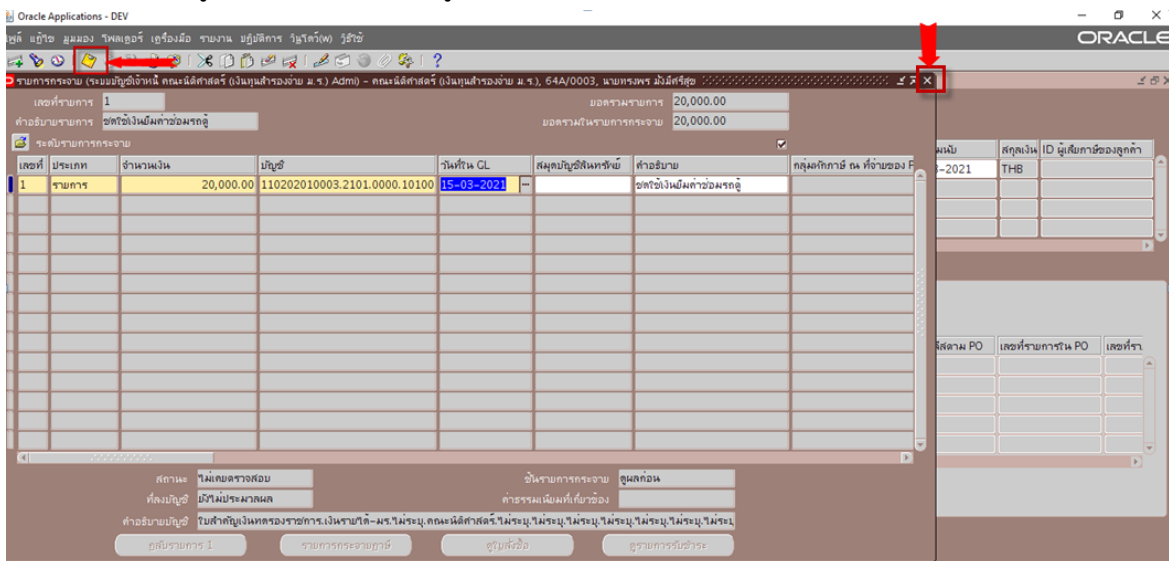 Oracle Applications - DEV
ไฟล์ แก้ไข มุมมอง โฟลเดอร์ เครื่องมือ รายงาน ปฏิบัติการ วินโดว์(w) วิธีใช้
ORACLE
รายการกระจาย (ระบบบัญชีเจ้าหนี้ คณะนิติศาสตร์ (เงินทุนสำรองจ่าย ม.ร.) Admi) – คณะนิติศาสตร์ (เงินทุนสำรองจ่าย ม.ร.), 64A/0003, นายทรงพร มั่งมีศรีสุข
เลขที่รายการ 1 ยอดรวมรายการ 20,000.00
คำอธิบายรายการ ชดใช้เงินยืมค่าซ่อมรถตู้ ยอดรวมในรายการกระจาย 20,000.00
ระดับรายการกระจาย
เลขที่ ประเภท จำนวนเงิน บัญชี วันที่ใน GL สมุดบัญชีสินทรัพย์ คำอธิบาย กลุ่มหักภาษี ณ ที่จ่ายของ
1 รายการ 20,000.00 110202010003.2101.0000.10100 15-03-2021 ชดใช้เงินยืมค่าซ่อมรถตู้
มนับ สกุลเงิน ID ผู้เสียภาษีของลูกค้า
-2021 THB
ตาม PO เลขที่รายการใน PO เลขที่รา
สถานะ ไม่เคยตรวจสอบ ชั้นรายการกระจาย ดูผลก่อน
ที่ลงบัญชี ยังไม่ประมวลผล ค่าธรรมเนียมที่เกี่ยวข้อง
คำอธิบายบัญชี ใบสำคัญเงินทดรองราชการ.เงินรายได้–มร.ไม่ระบุ.คณะนิติศาสตร์.ไม่ระบุ.ไม่ระบุ.ไม่ระบุ.ไม่ระบุ.ไม่ระบุ.ไม่ระบุ.ไม่ระบุ
กลับรายการ 1 รายการกระจายภาษี ดูใบสั่งซื้อ ดูรายการรับชำระ